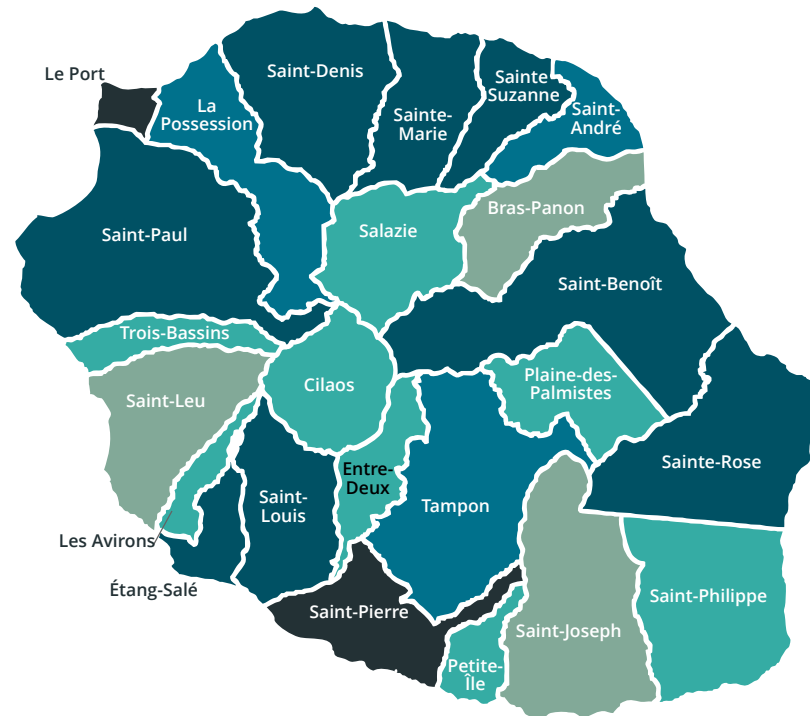 Le Port
Saint-Denis
Sainte
Suzanne
La
Possession
Sainte-
Marie
Saint-
André
Saint-Paul
Salazie
Bras-Panon
Saint-Benoît
Trois-Bassins
Saint-Leu
Cilaos
Plaine-des-
Palmistes
Entre-
Deux
Sainte-Rose
Saint-
Louis
Tampon
Les Avirons
Étang-Salé
Saint-Pierre
Saint-Philippe
Saint-Joseph
Petite-
Île